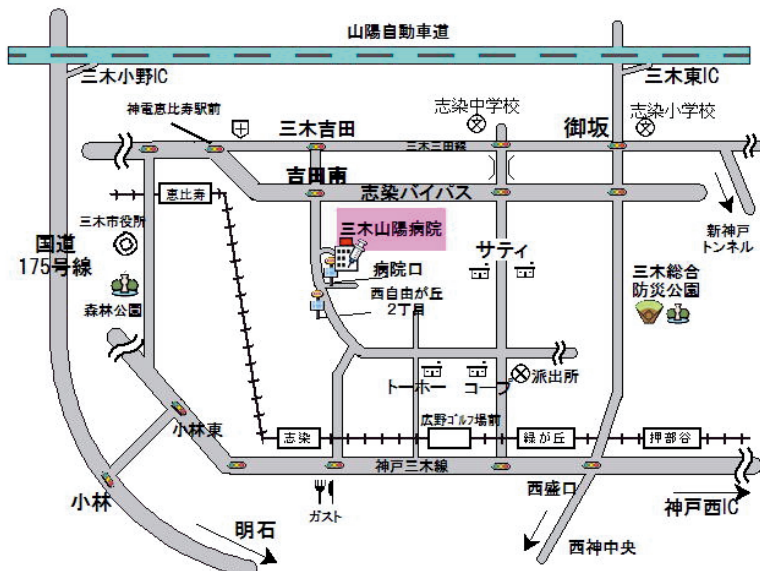 山陽自動車道
三木小野IC
三木東IC
神電恵比寿駅前
志染中学校
志染小学校
三木吉田
三木三田線
御坂
吉田南
志染バイパス
恵比寿
三木市役所
国道
175号線
森林公園
三木山陽病院
病院口
西自由が丘
2丁目
サティ
新神戸
トンネル
三木総合
防災公園
トーホー
コープ
派出所
小林東
志染
広野ゴルフ場前
緑が丘
押部谷
神戸三木線
小林
ガスト
西盛口
神戸西IC
明石
西神中央